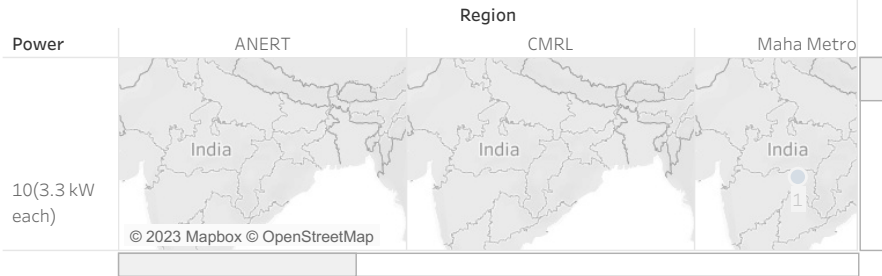 Region
Power ANERT CMRL Maha Metro
India India India
10(3.3 kW
each)
1
© 2023 Mapbox © OpenStreetMap